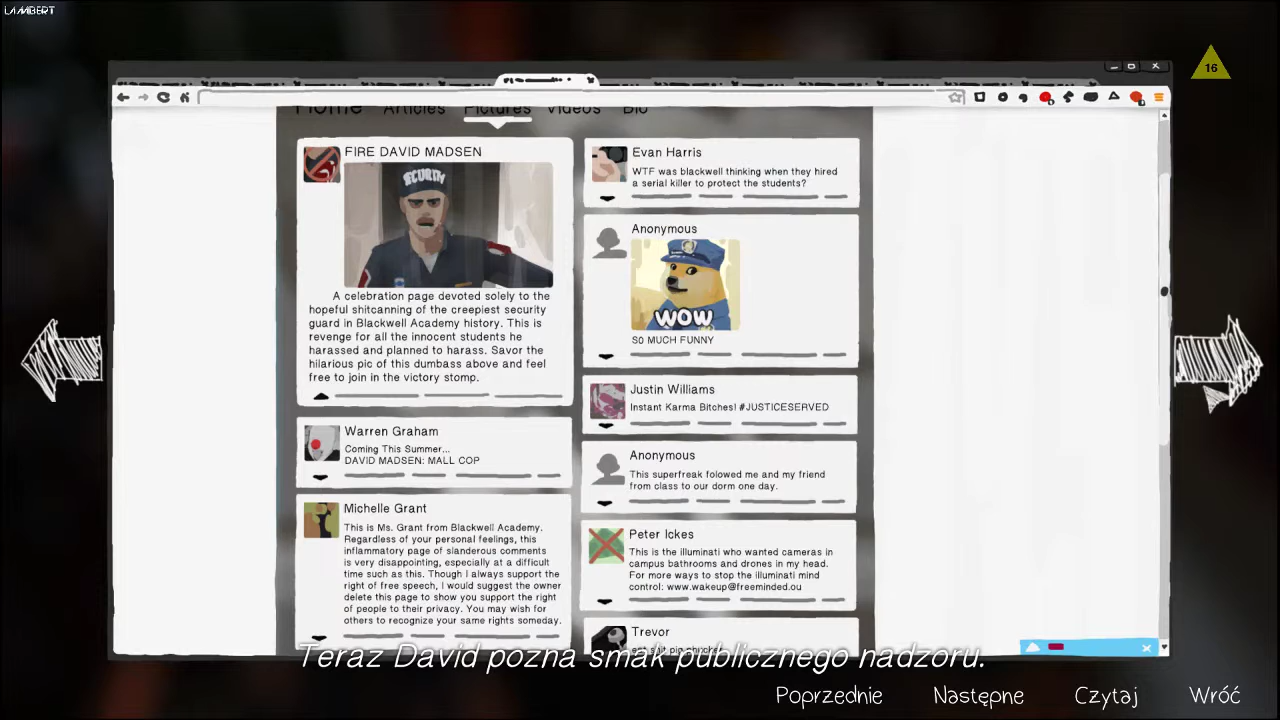 LAMBERT
16
Home Articles Pictures Videos Bio
FIRE DAVID MADSEN
SECURITY
A celebration page devoted solely to the
hopeful shitcanning of the creepiest security
guard in Blackwell Academy history. This is
revenge for all the innocent students he
harassed and planned to harass. Savor the
hilarious pic of this dumbass above and feel
free to join in the victory stomp.
Warren Graham
Coming This Summer...
DAVID MADSEN: MALL COP
Michelle Grant
This is Ms. Grant from Blackwell Academy.
Regardless of your personal feelings, this
inflammatory page of slanderous comments
is very disappointing, especially at a difficult
time such as this. Though I always support the
right of free speech, I would suggest the owner
delete this page to show you support the right
of people to their privacy. You may wish for
others to recognize your same rights someday.
Evan Harris
WTF was blackwell thinking when they hired
a serial killer to protect the students?
Anonymous
WOW
SO MUCH FUNNY
Justin Williams
Instant Karma Bitches! #JUSTICESERVED
Anonymous
This superfreak folowed me and my friend
from class to our dorm one day.
Peter Ickes
This is the illuminati who wanted cameras in
campus bathrooms and drones in my head.
For more ways to stop the illuminati mind
control: www.wakeup@freeminded.ou
Trevor
Teraz David pozna smak publicznego nadzoru.
Poprzednie Następne Czytaj Wróć